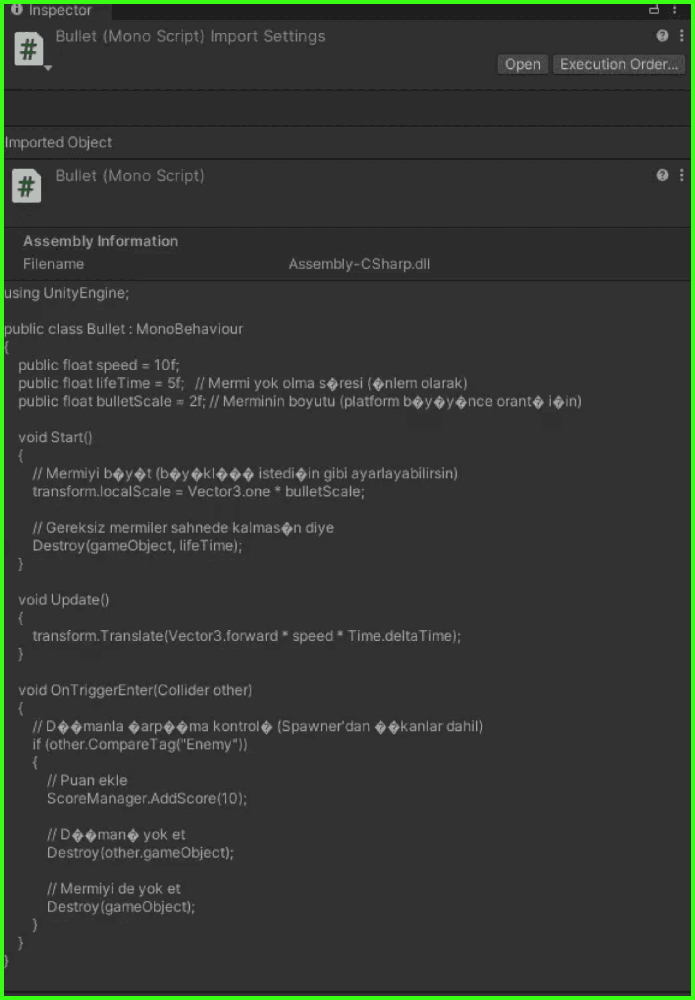 Inspector
Bullet (Mono Script) Import Settings
Open
Execution Order...
Imported Object
Bullet (Mono Script)
Assembly Information
Filename Assembly-CSharp.dll
using UnityEngine;
public class Bullet : MonoBehaviour
{
public float speed = 10f;
public float lifeTime = 5f; // Mermi yok olma s�resi (�nlem olarak)
public float bulletScale = 2f; // Merminin boyutu (platform b�y�y�nce orant� i�in)
void Start()
{
// Mermiyi b�y�t (b�y�kl��� istedi�in gibi ayarlayabilirsin)
transform.localScale = Vector3.one * bulletScale;
// Gereksiz mermiler sahnede kalmas�n diye
Destroy(gameObject, lifeTime);
}
void Update()
{
transform.Translate(Vector3.forward * speed * Time.deltaTime);
}
void OnTriggerEnter(Collider other)
{
// D��manla �arp��ma kontrol� (Spawner'dan ��kanlar dahil)
if (other.CompareTag("Enemy"))
{
// Puan ekle
ScoreManager.AddScore(10);
// D��man� yok et
Destroy(other.gameObject);
// Mermiyi de yok et
Destroy(gameObject);
}
}
}